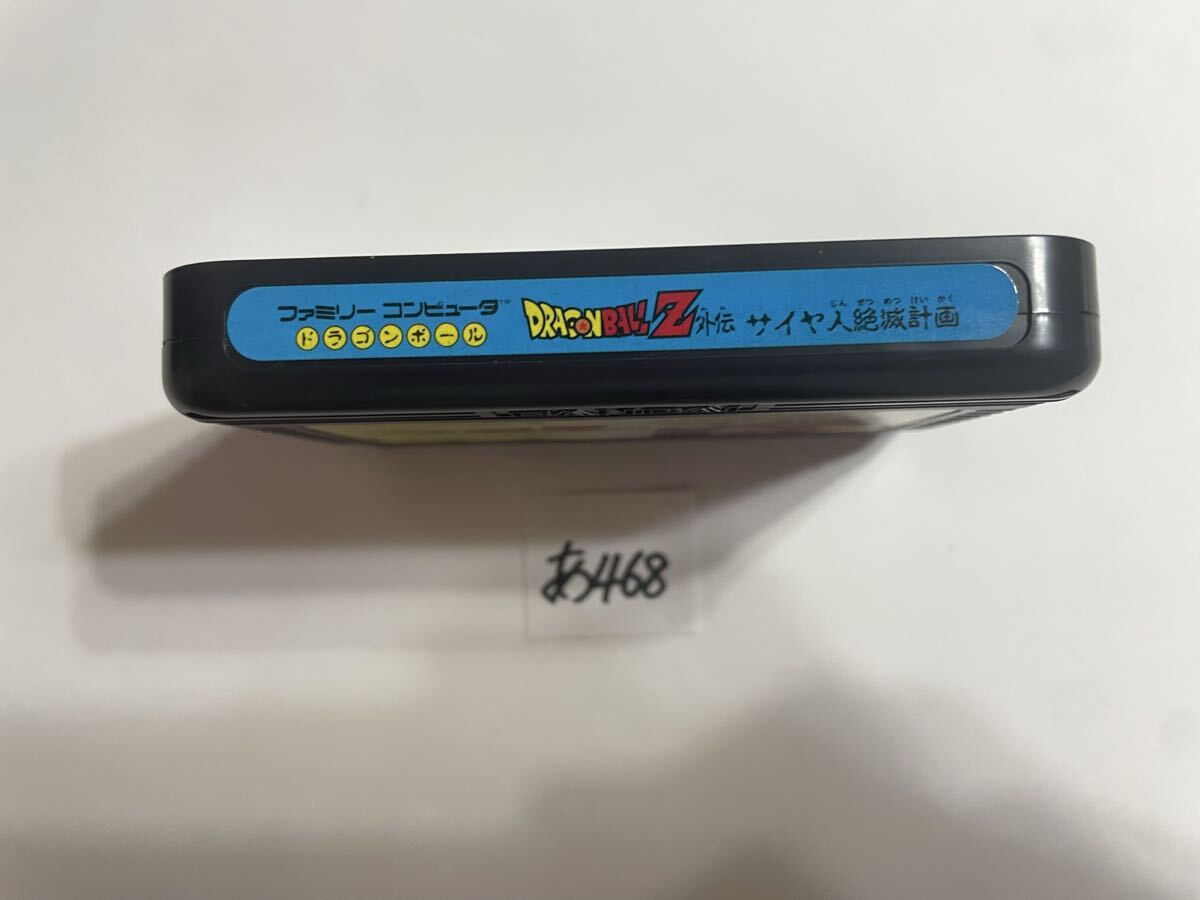 ファミリー コンピュータ™
ドラゴンボール
DRAGON BALL Z 外伝 サイヤ人絶滅計画
じん ぜつ めつ けい かく
あ468